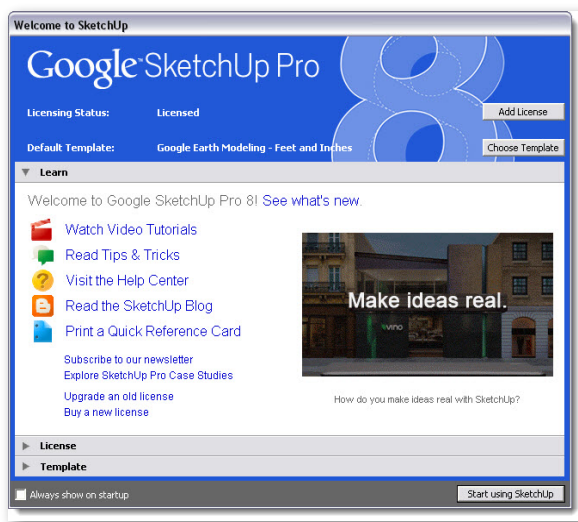 Welcome to SketchUp
Google SketchUp Pro
8
Licensing Status: Licensed Add License
Default Template: Google Earth Modeling - Feet and Inches Choose Template
Learn
Welcome to Google SketchUp Pro 8! See what's new.
Watch Video Tutorials
Read Tips & Tricks
Visit the Help Center
Read the SketchUp Blog
Print a Quick Reference Card
Make ideas real.
vino
Subscribe to our newsletter
Explore SketchUp Pro Case Studies
Upgrade an old license
Buy a new license
How do you make ideas real with SketchUp?
License
Template
Always show on startup Start using SketchUp